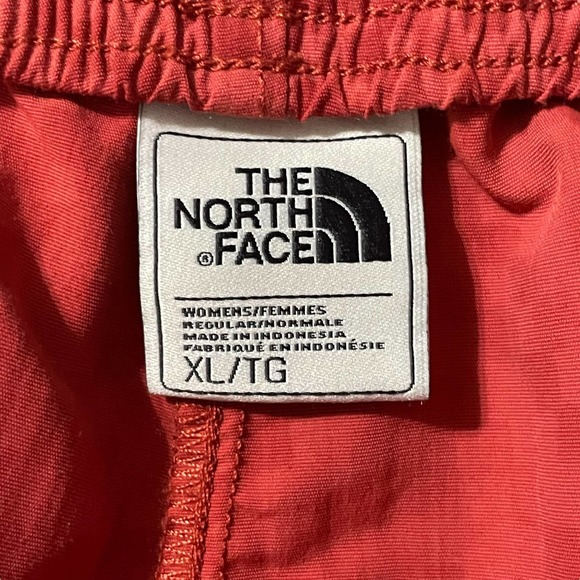 THE
NORTH
® FACE
WOMENS/FEMMES
REGULAR/NORMALE
MADE IN INDONESIA
FABRIQUÉ EN INDONÉSIE
XL/TG